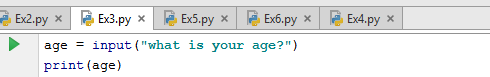 Ex2.py × Ex3.py × Ex5.py × Ex6.py × Ex4.py ×
age = input("what is your age?")
print(age)